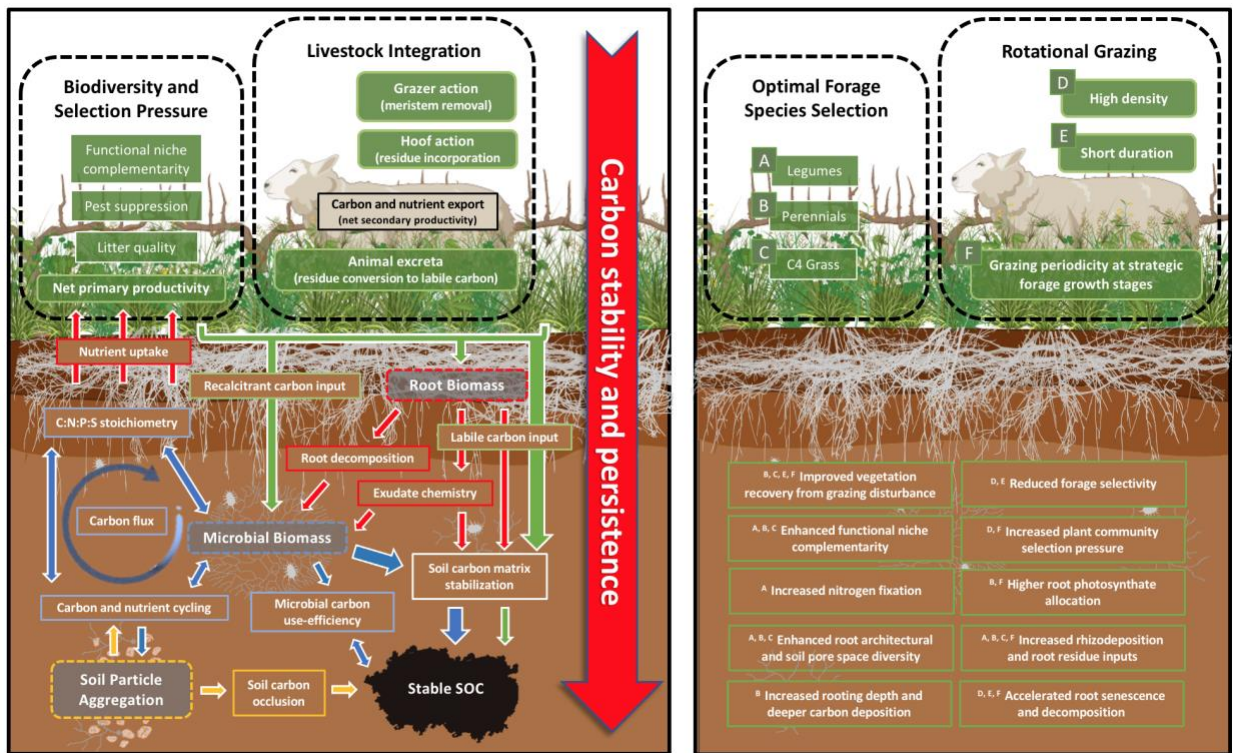 Biodiversity and
Selection Pressure
Functional niche
complementarity
Pest suppression
Litter quality
Net primary productivity
Livestock Integration
Grazer action
(meristem removal)
Hoof action
(residue incorporation
Carbon and nutrient export
(net secondary productivity)
Animal excreta
(residue conversion to labile carbon)
Nutrient uptake
Recalcitrant carbon input
Root Biomass
C:N:P:S stoichiometry
Labile carbon input
Root decomposition
Exudate chemistry
Carbon flux
Microbial Biomass
Soil carbon matrix
stabilization
Carbon and nutrient cycling
Microbial carbon
use-efficiency
Soil Particle
Aggregation
Soil carbon
occlusion
Stable SOC
Carbon stability and persistence
Optimal Forage
Species Selection
A Legumes
B Perennials
C C4 Grass
Rotational Grazing
D High density
E Short duration
F Grazing periodicity at strategic
forage growth stages
B, C, E, F Improved vegetation
recovery from grazing disturbance
D, E Reduced forage selectivity
A, B, C Enhanced functional niche
complementarity
D, F Increased plant community
selection pressure
A Increased nitrogen fixation
B, F Higher root photosynthate
allocation
A, B, C Enhanced root architectural
and soil pore space diversity
A, B, C, F Increased rhizodeposition
and root residue inputs
B Increased rooting depth and
deeper carbon deposition
D, E, F Accelerated root senescence
and decomposition